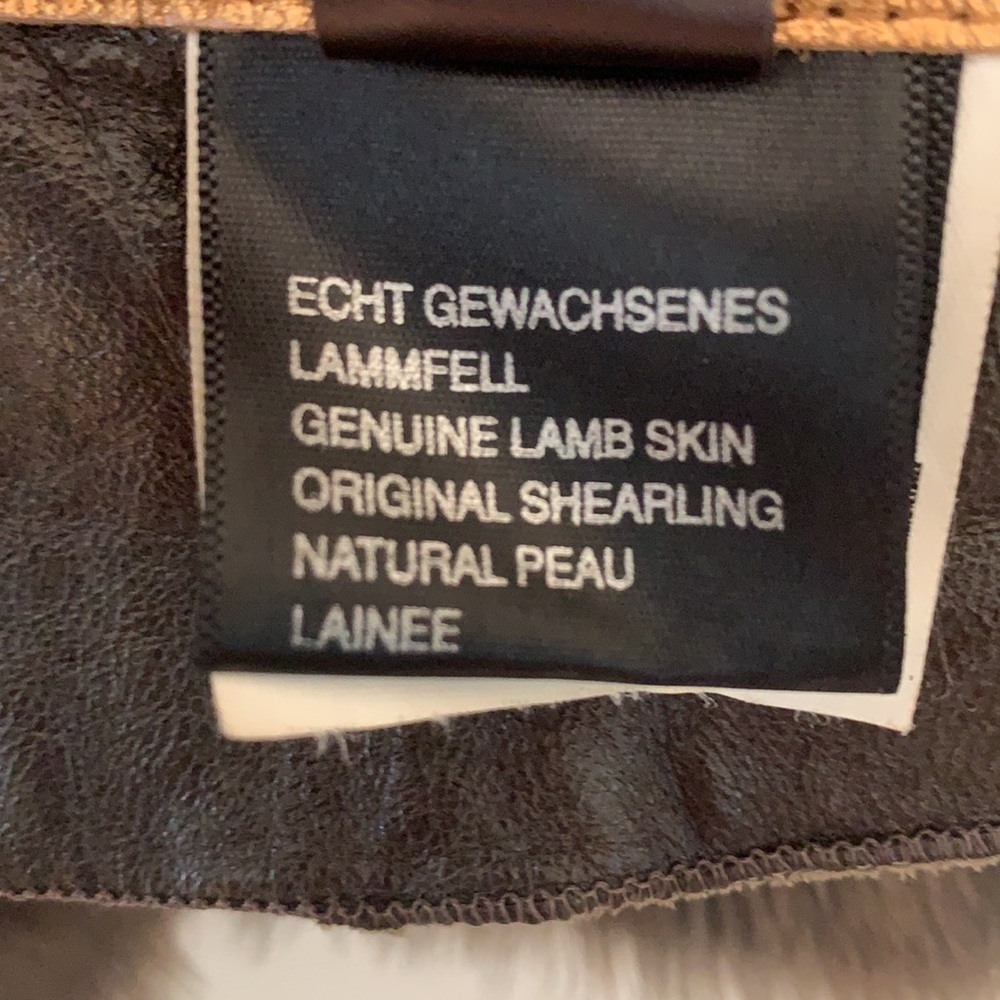 ECHT GEWACHSENES
LAMMFELL
GENUINE LAMB SKIN
ORIGINAL SHEARLING
NATURAL PEAU
LAINEE